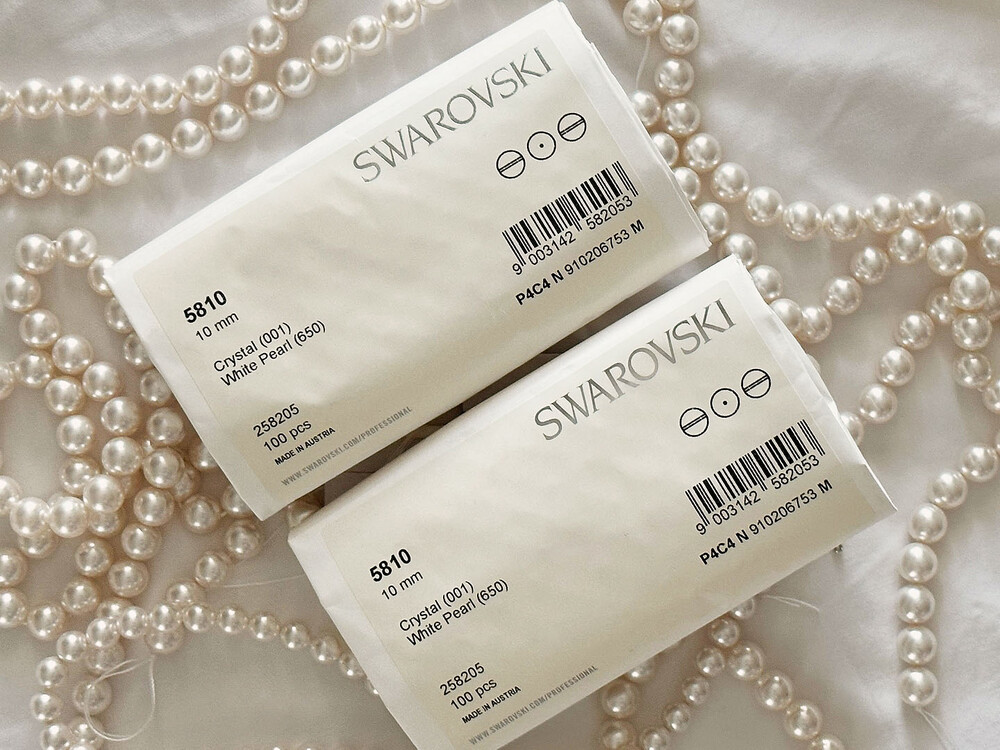 SWAROVSKI
9 003142 582053
P4C4 N 910206753 M
5810
10 mm
Crystal (001)
White Pearl (650)
258205
100 pcs
MADE IN AUSTRIA
WWW.SWAROVSKI.COM/PROFESSIONAL
SWAROVSKI
9 003142 582053
P4C4 N 910206753 M
5810
10 mm
Crystal (001)
White Pearl (650)
258205
100 pcs
MADE IN AUSTRIA
WWW.SWAROVSKI.COM/PROFESSIONAL